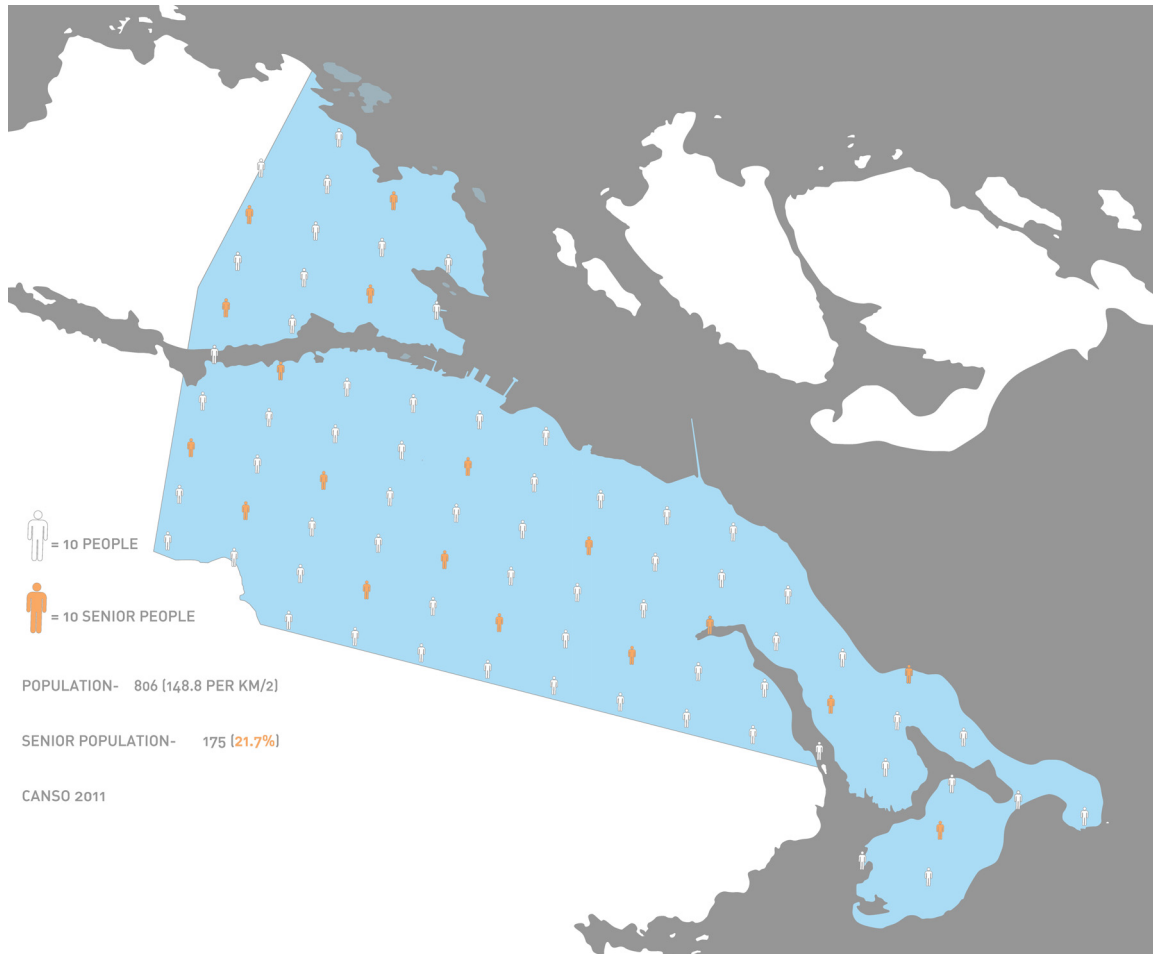 = 10 PEOPLE
= 10 SENIOR PEOPLE
POPULATION- 806 (148.8 PER KM/2)
SENIOR POPULATION- 175 (21.7%)
CANSO 2011